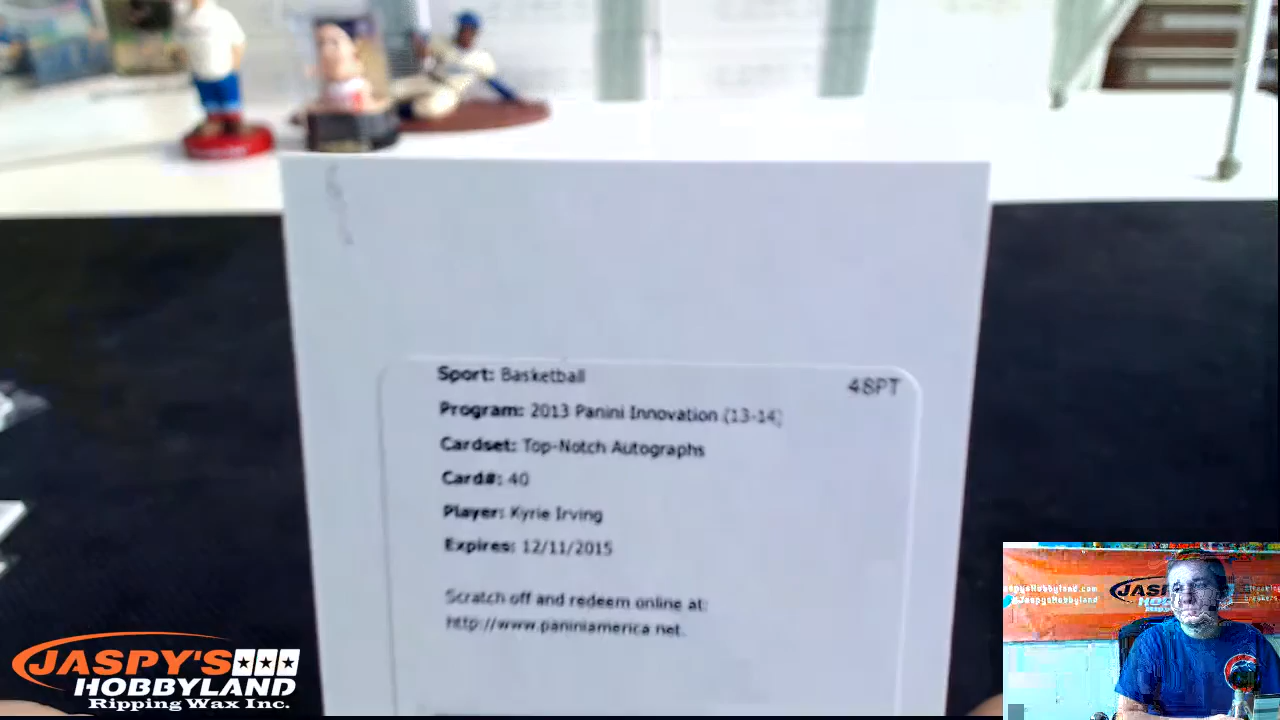 Sport: Basketball
48PT
Program: 2013 Panini Innovation (13-14)
Cardset: Top-Notch Autographs
Card#: 40
Player: Kyrie Irving
Expires: 12/11/2015
Scratch off and redeem online at:
http://www.paniniamerica.net.
JASPY'S
HOBBYLAND
Ripping Wax Inc.
JASP